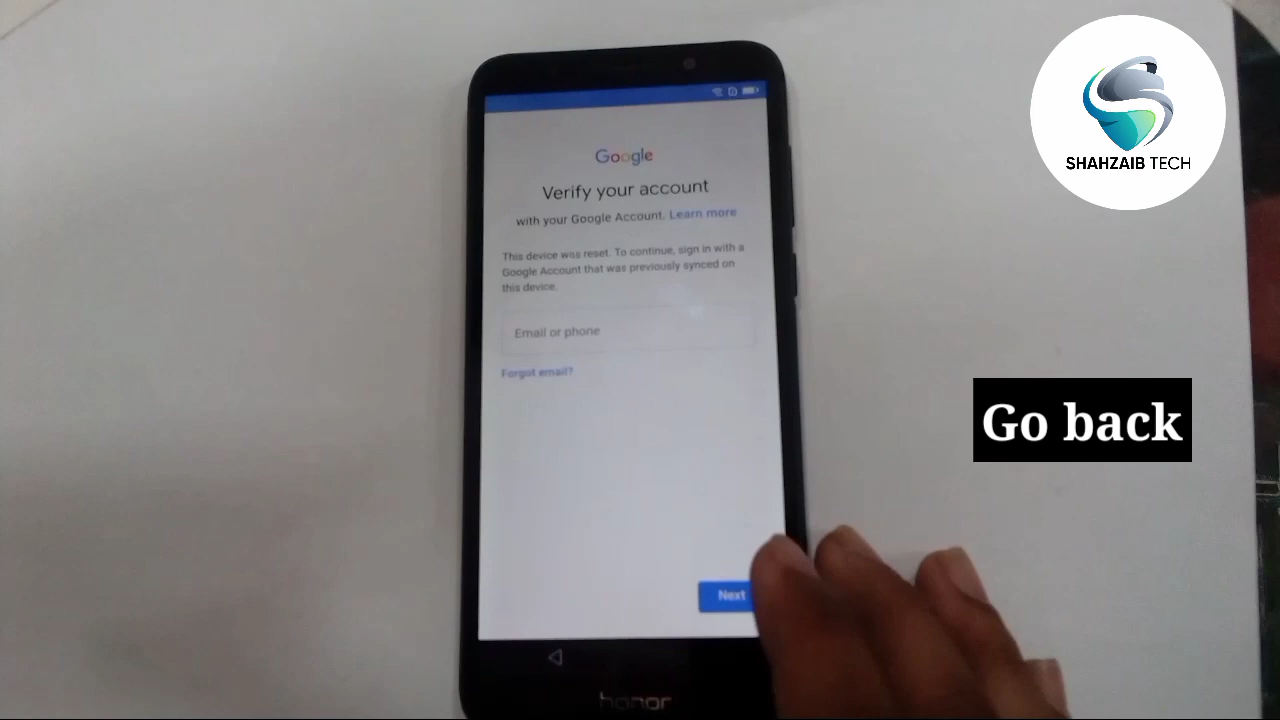 Google
Verify your account
with your Google Account. Learn more
This device was reset. To continue, sign in with a
Google Account that was previously synced on
this device.
Email or phone
Forgot email?
Next
honor
SHAHZAIB TECH
Go back